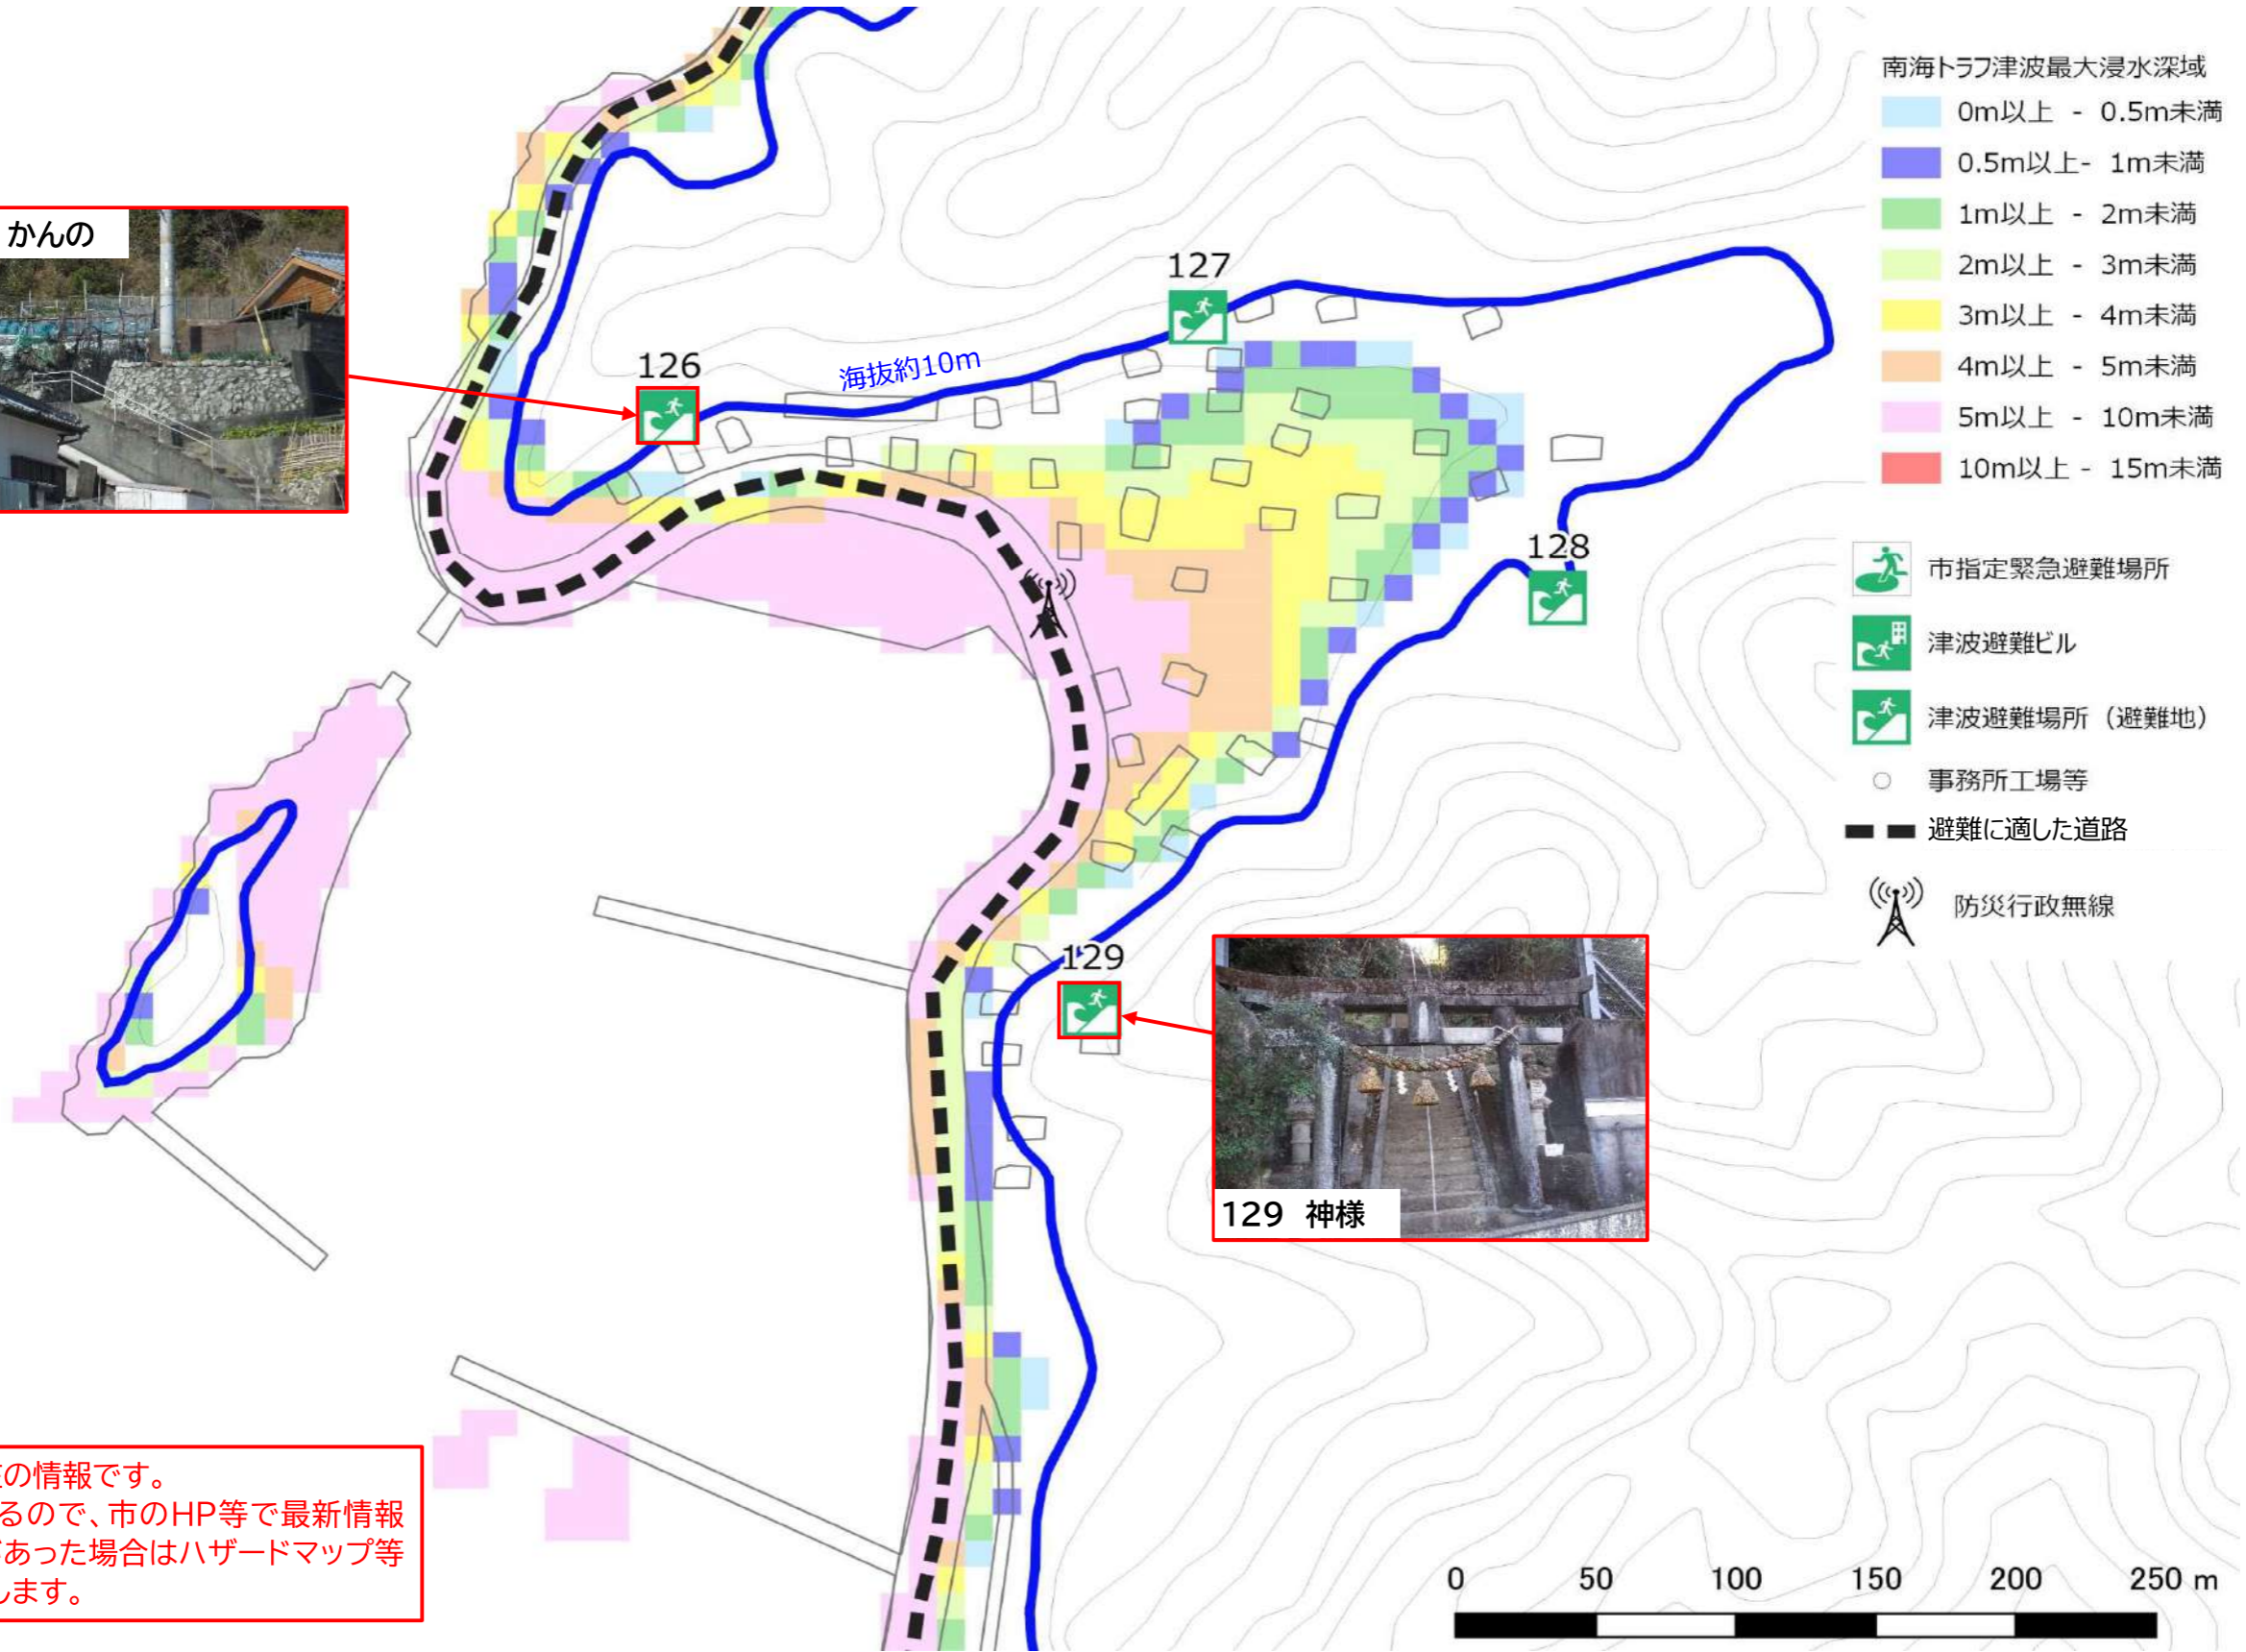 南海トラフ津波最大浸水深域
0m以上 - 0.5m未満
0.5m以上- 1m未満
1m以上 - 2m未満
2m以上 - 3m未満
3m以上 - 4m未満
4m以上 - 5m未満
5m以上 - 10m未満
10m以上 - 15m未満
市指定緊急避難場所
津波避難ビル
津波避難場所（避難地）
事務所工場等
避難に適した道路
防災行政無線
かんの
127
126
海抜約10m
128
129
129 神様
の情報です。
るので、市のHP等で最新情報
あった場合はハザードマップ等
します。
0 50 100 150 200 250 m